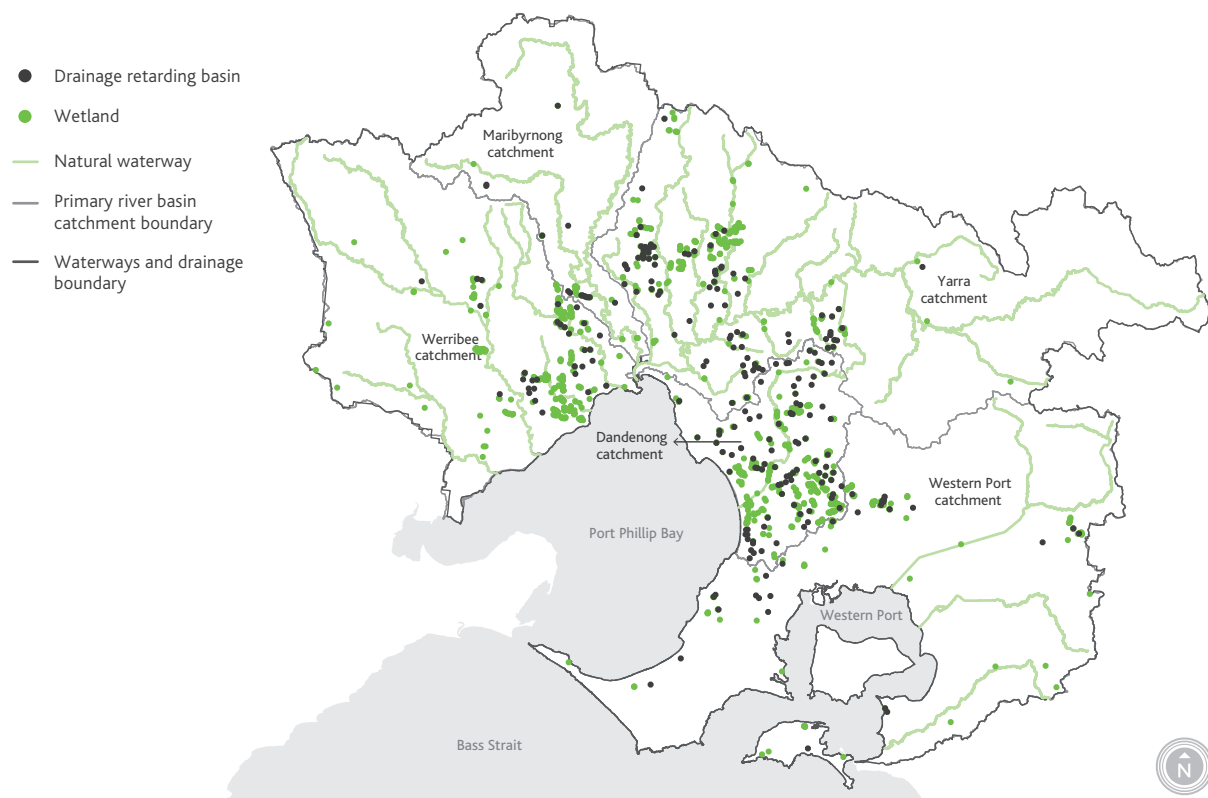 Drainage retarding basin
Wetland
Natural waterway
Primary river basin
catchment boundary
Waterways and drainage
boundary
Maribyrnong
catchment
Yarra
catchment
Werribee
catchment
Dandenong
catchment
Western Port
catchment
Port Phillip Bay
Western Port
Bass Strait
N